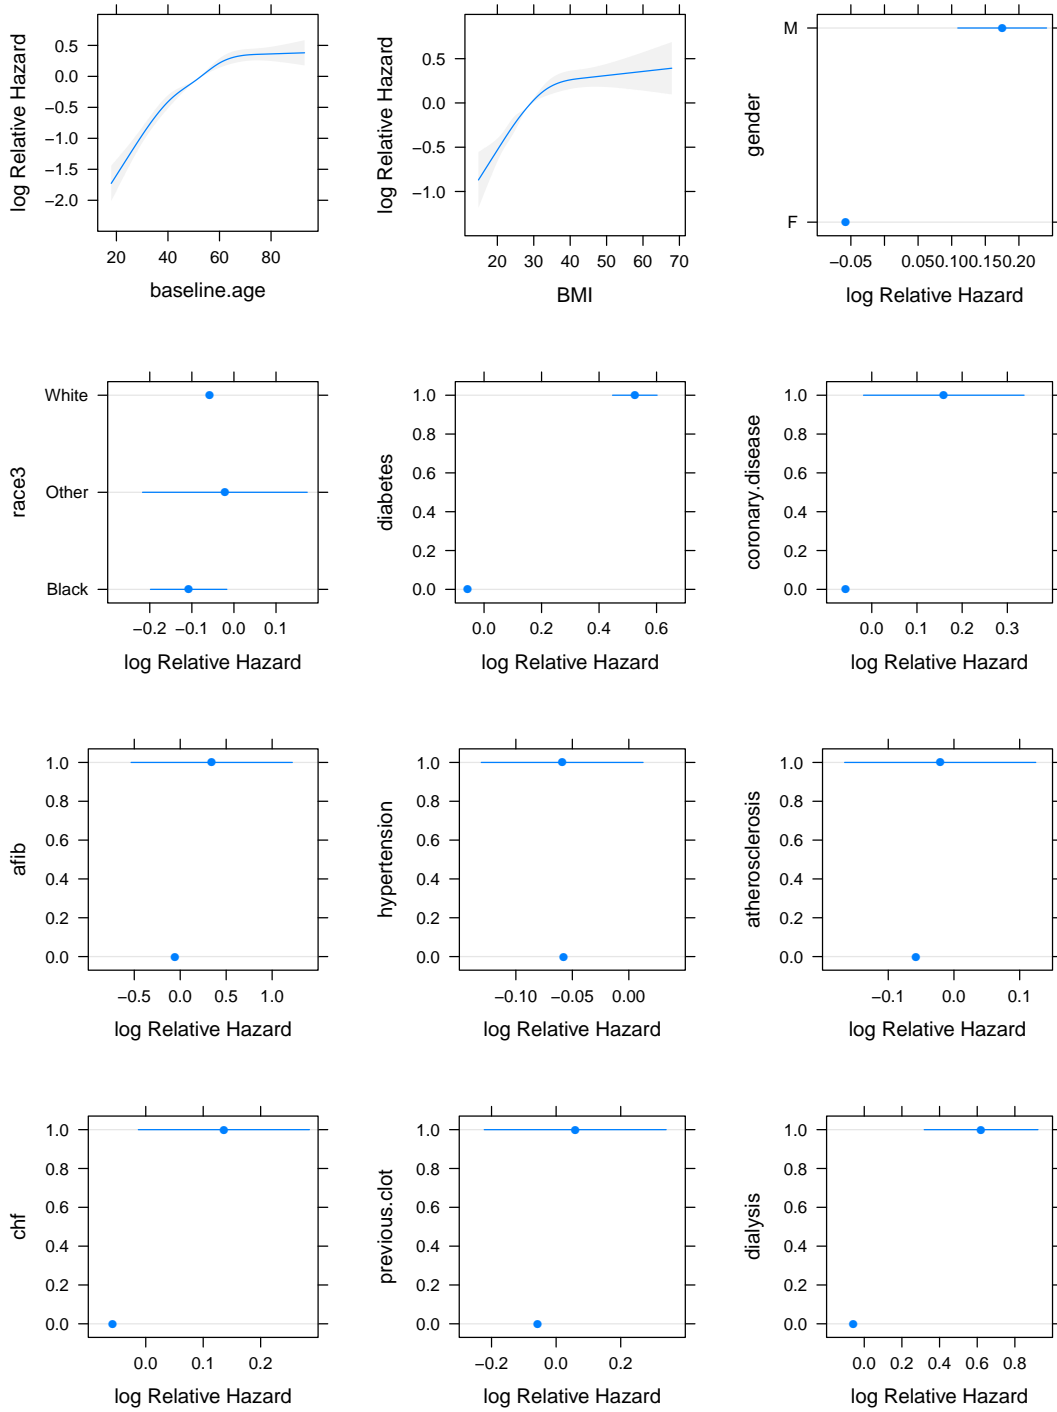 log Relative Hazard
0.5
0.0
−0.5
−1.0
−1.5
−2.0
20 40 60 80
baseline.age
log Relative Hazard
0.5
0.0
−0.5
−1.0
20 30 40 50 60 70
BMI
gender
M
F
−0.05 0.05 0.10 0.15 0.20
log Relative Hazard
race3
White
Other
Black
−0.2 −0.1 0.0 0.1
log Relative Hazard
diabetes
1.0
0.8
0.6
0.4
0.2
0.0
0.0 0.2 0.4 0.6
log Relative Hazard
coronary.disease
1.0
0.8
0.6
0.4
0.2
0.0
0.0 0.1 0.2 0.3
log Relative Hazard
afib
1.0
0.8
0.6
0.4
0.2
0.0
−0.5 0.0 0.5 1.0
log Relative Hazard
hypertension
1.0
0.8
0.6
0.4
0.2
0.0
−0.10 −0.05 0.00
log Relative Hazard
atherosclerosis
1.0
0.8
0.6
0.4
0.2
0.0
−0.1 0.0 0.1
log Relative Hazard
chf
1.0
0.8
0.6
0.4
0.2
0.0
0.0 0.1 0.2
log Relative Hazard
previous.clot
1.0
0.8
0.6
0.4
0.2
0.0
−0.2 0.0 0.2
log Relative Hazard
dialysis
1.0
0.8
0.6
0.4
0.2
0.0
0.0 0.2 0.4 0.6 0.8
log Relative Hazard